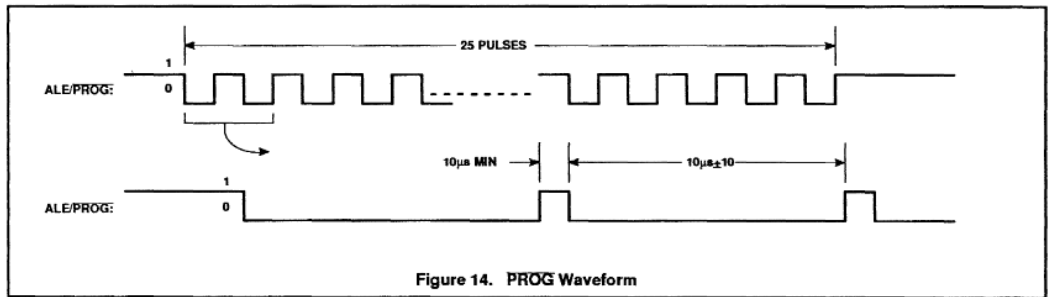 25 PULSES
1
ALE/PROG:
0
10µs MIN
10µs±10
1
ALE/PROG:
0
Figure 14. PROG Waveform